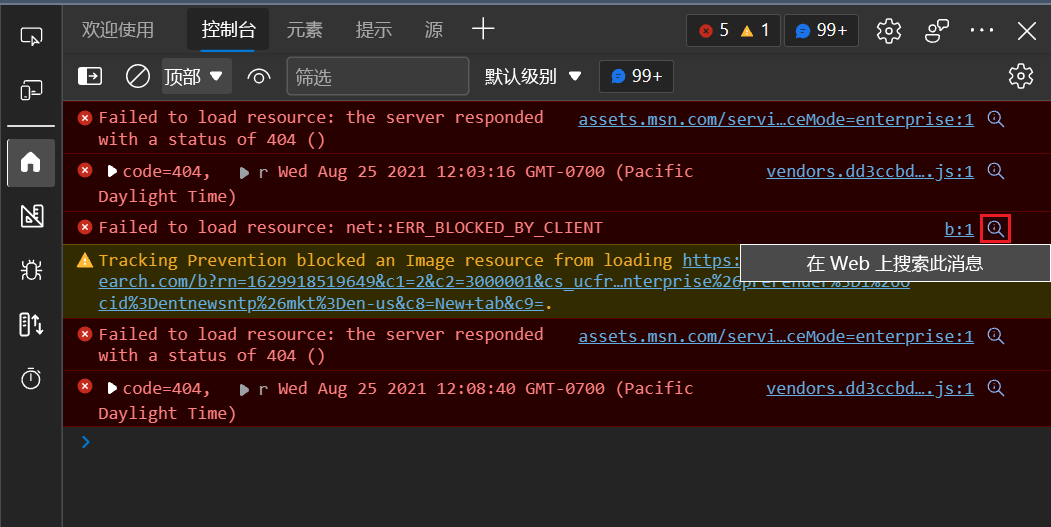 欢迎使用 控制台 元素 提示 源 5 1 99+
顶部 筛选 默认级别 99+
Failed to load resource: the server responded assets.msn.com/servi…ceMode=enterprise:1
with a status of 404 ()
code=404, r Wed Aug 25 2021 12:03:16 GMT-0700 (Pacific vendors.dd3ccbd….js:1
Daylight Time)
Failed to load resource: net::ERR_BLOCKED_BY_CLIENT b:1
Tracking Prevention blocked an Image resource from loading https:
在 Web 上搜索此消息
earch.com/b?rn=1629918519649&c1=2&c2=3000001&cs_ucfr…nterprise%26prerender%3D1%26o
cid%3Dentnewsntp%26mkt%3Den-us&c8=New+tab&c9=.
Failed to load resource: the server responded assets.msn.com/servi…ceMode=enterprise:1
with a status of 404 ()
code=404, r Wed Aug 25 2021 12:08:40 GMT-0700 (Pacific vendors.dd3ccbd….js:1
Daylight Time)